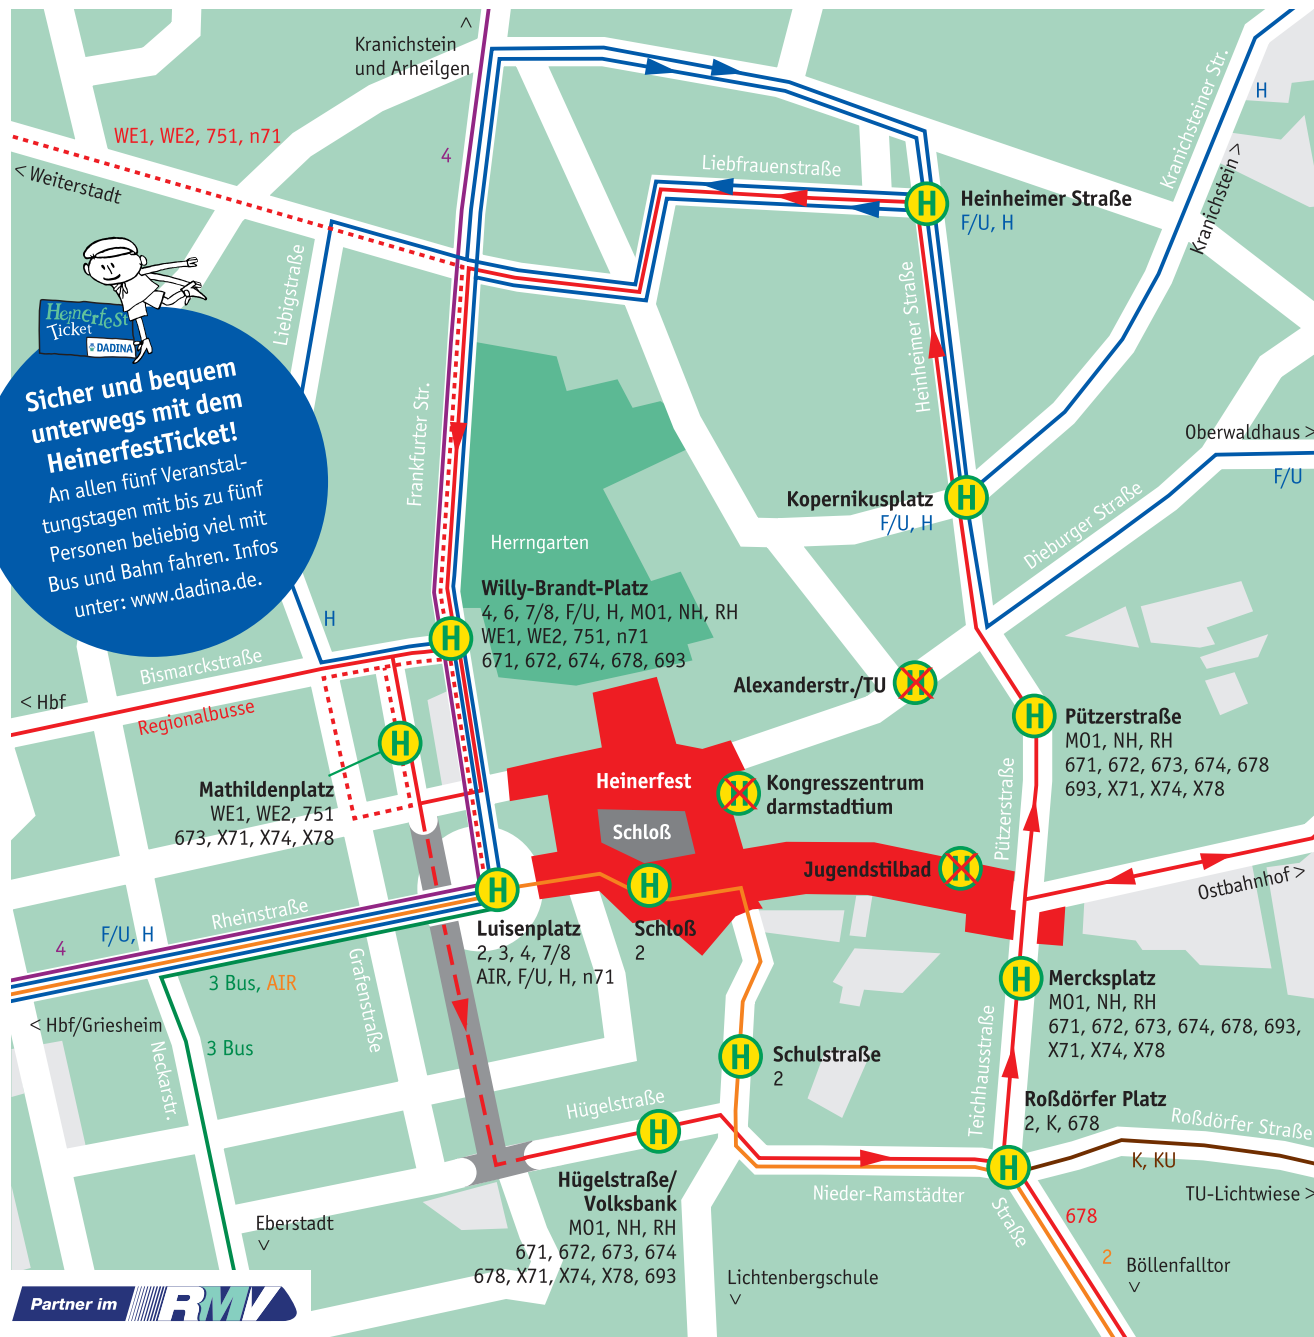 Kranichstein
und Arheilgen
WE1, WE2, 751, n71
< Weiterstadt
4
Liebfrauenstraße
Kranichsteiner Str.
H
Kranichstein >
Heinheimer Straße
F/U, H
Liebigstraße
Heinheimer Straße
Frankfurter Str.
HeinerfeSt
Ticket
DADINA
Sicher und bequem
unterwegs mit dem
HeinerfestTicket!
An allen fünf Veranstal-
tungstagen mit bis zu fünf
Personen beliebig viel mit
Bus und Bahn fahren. Infos
unter: www.dadina.de.
Oberwaldhaus >
F/U
Kopernikusplatz
F/U, H
H
H
Dieburger Straße
Herrngarten
Willy-Brandt-Platz
4, 6, 7/8, F/U, H, MO1, NH, RH
WE1, WE2, 751, n71
671, 672, 674, 678, 693
H
H
Bismarckstraße
< Hbf
Regionalbusse
Alexanderstr./TU
H
H
Pützerstraße
MO1, NH, RH
671, 672, 673, 674, 678
693, X71, X74, X78
H
Mathildenplatz
WE1, WE2, 751
673, X71, X74, X78
Heinerfest
Kongresszentrum
darmstadtium
H
Schloß
Pützerstraße
Jugendstilbad
H
Ostbahnhof >
H
H
Rheinstraße
F/U, H
4
Luisenplatz
2, 3, 4, 7/8
AIR, F/U, H, n71
Schloß
2
3 Bus, AIR
Grafenstraße
H
Mercksplatz
MO1, NH, RH
671, 672, 673, 674, 678, 693,
X71, X74, X78
< Hbf/Griesheim
3 Bus
Neckarstr.
H
Schulstraße
2
Teichhausstraße
Hügelstraße
H
Roßdörfer Platz
2, K, 678
Roßdörfer Straße
K, KU
H
Hügelstraße/
Volksbank
MO1, NH, RH
671, 672, 673, 674
678, X71, X74, X78, 693
Nieder-Ramstädter
Straße
TU-Lichtwiese >
678
2
Eberstadt
Böllenfalltor
Lichtenbergschule
Partner im RMV